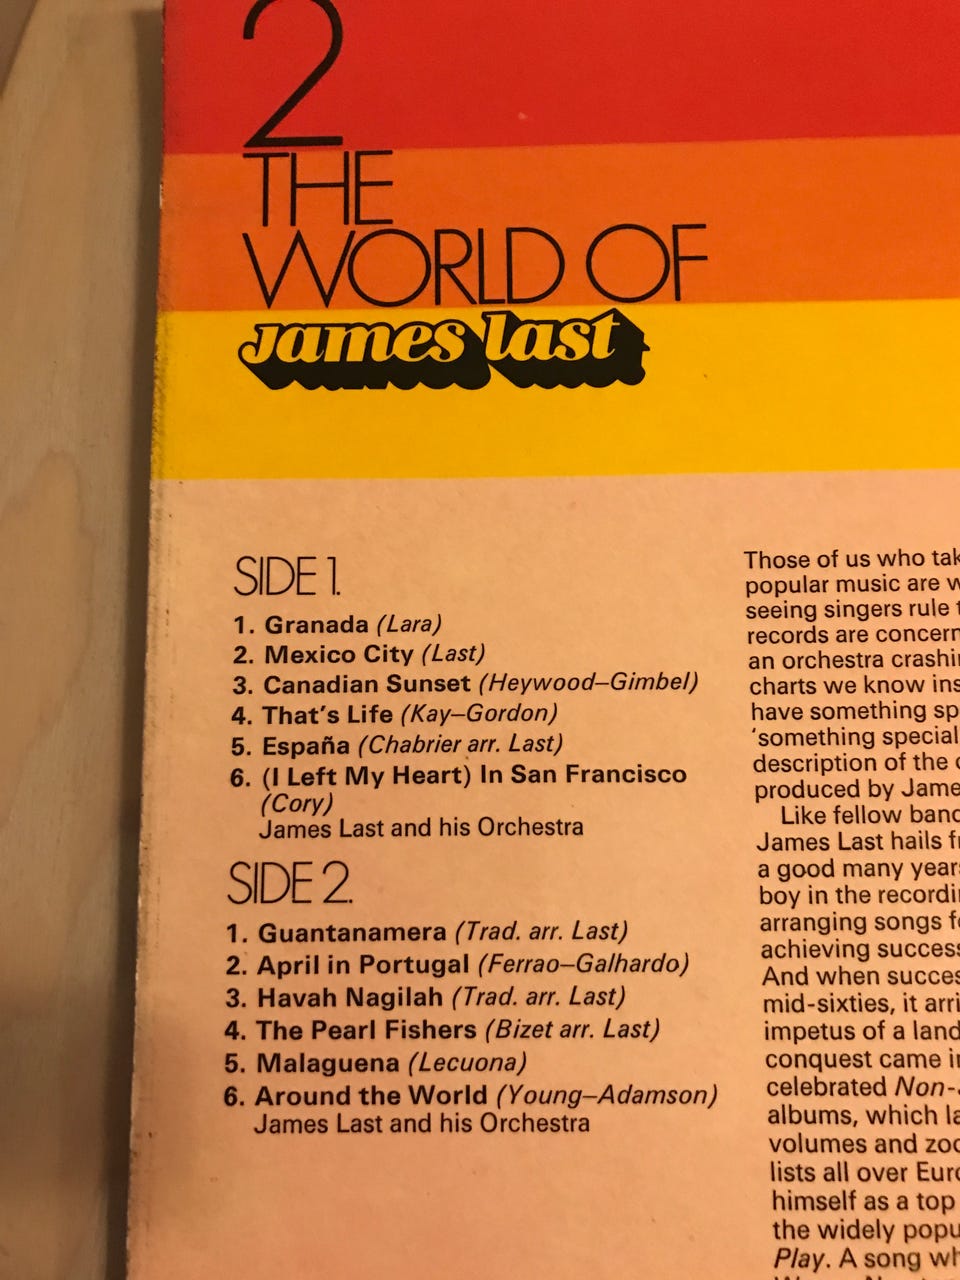 2
THE
WORLD OF
james last
SIDE 1.
1. Granada (Lara)
2. Mexico City (Last)
3. Canadian Sunset (Heywood–Gimbel)
4. That's Life (Kay–Gordon)
5. España (Chabrier arr. Last)
6. (I Left My Heart) In San Francisco
(Cory)
James Last and his Orchestra
SIDE 2.
1. Guantanamera (Trad. arr. Last)
2. April in Portugal (Ferrao–Galhardo)
3. Havah Nagilah (Trad. arr. Last)
4. The Pearl Fishers (Bizet arr. Last)
5. Malaguena (Lecuona)
6. Around the World (Young–Adamson)
James Last and his Orchestra
Those of us who
popular music are
seeing singers rule
records are
an orchestra
charts we know
have something
'something special
description of the
produced by
Like fellow
James Last hails
a good many
boy in the
arranging songs
achieving
And when
mid-sixties, it
impetus of a
conquest came
celebrated
albums, which
volumes and
lists all over
himself as a top
the widely
Play. A song